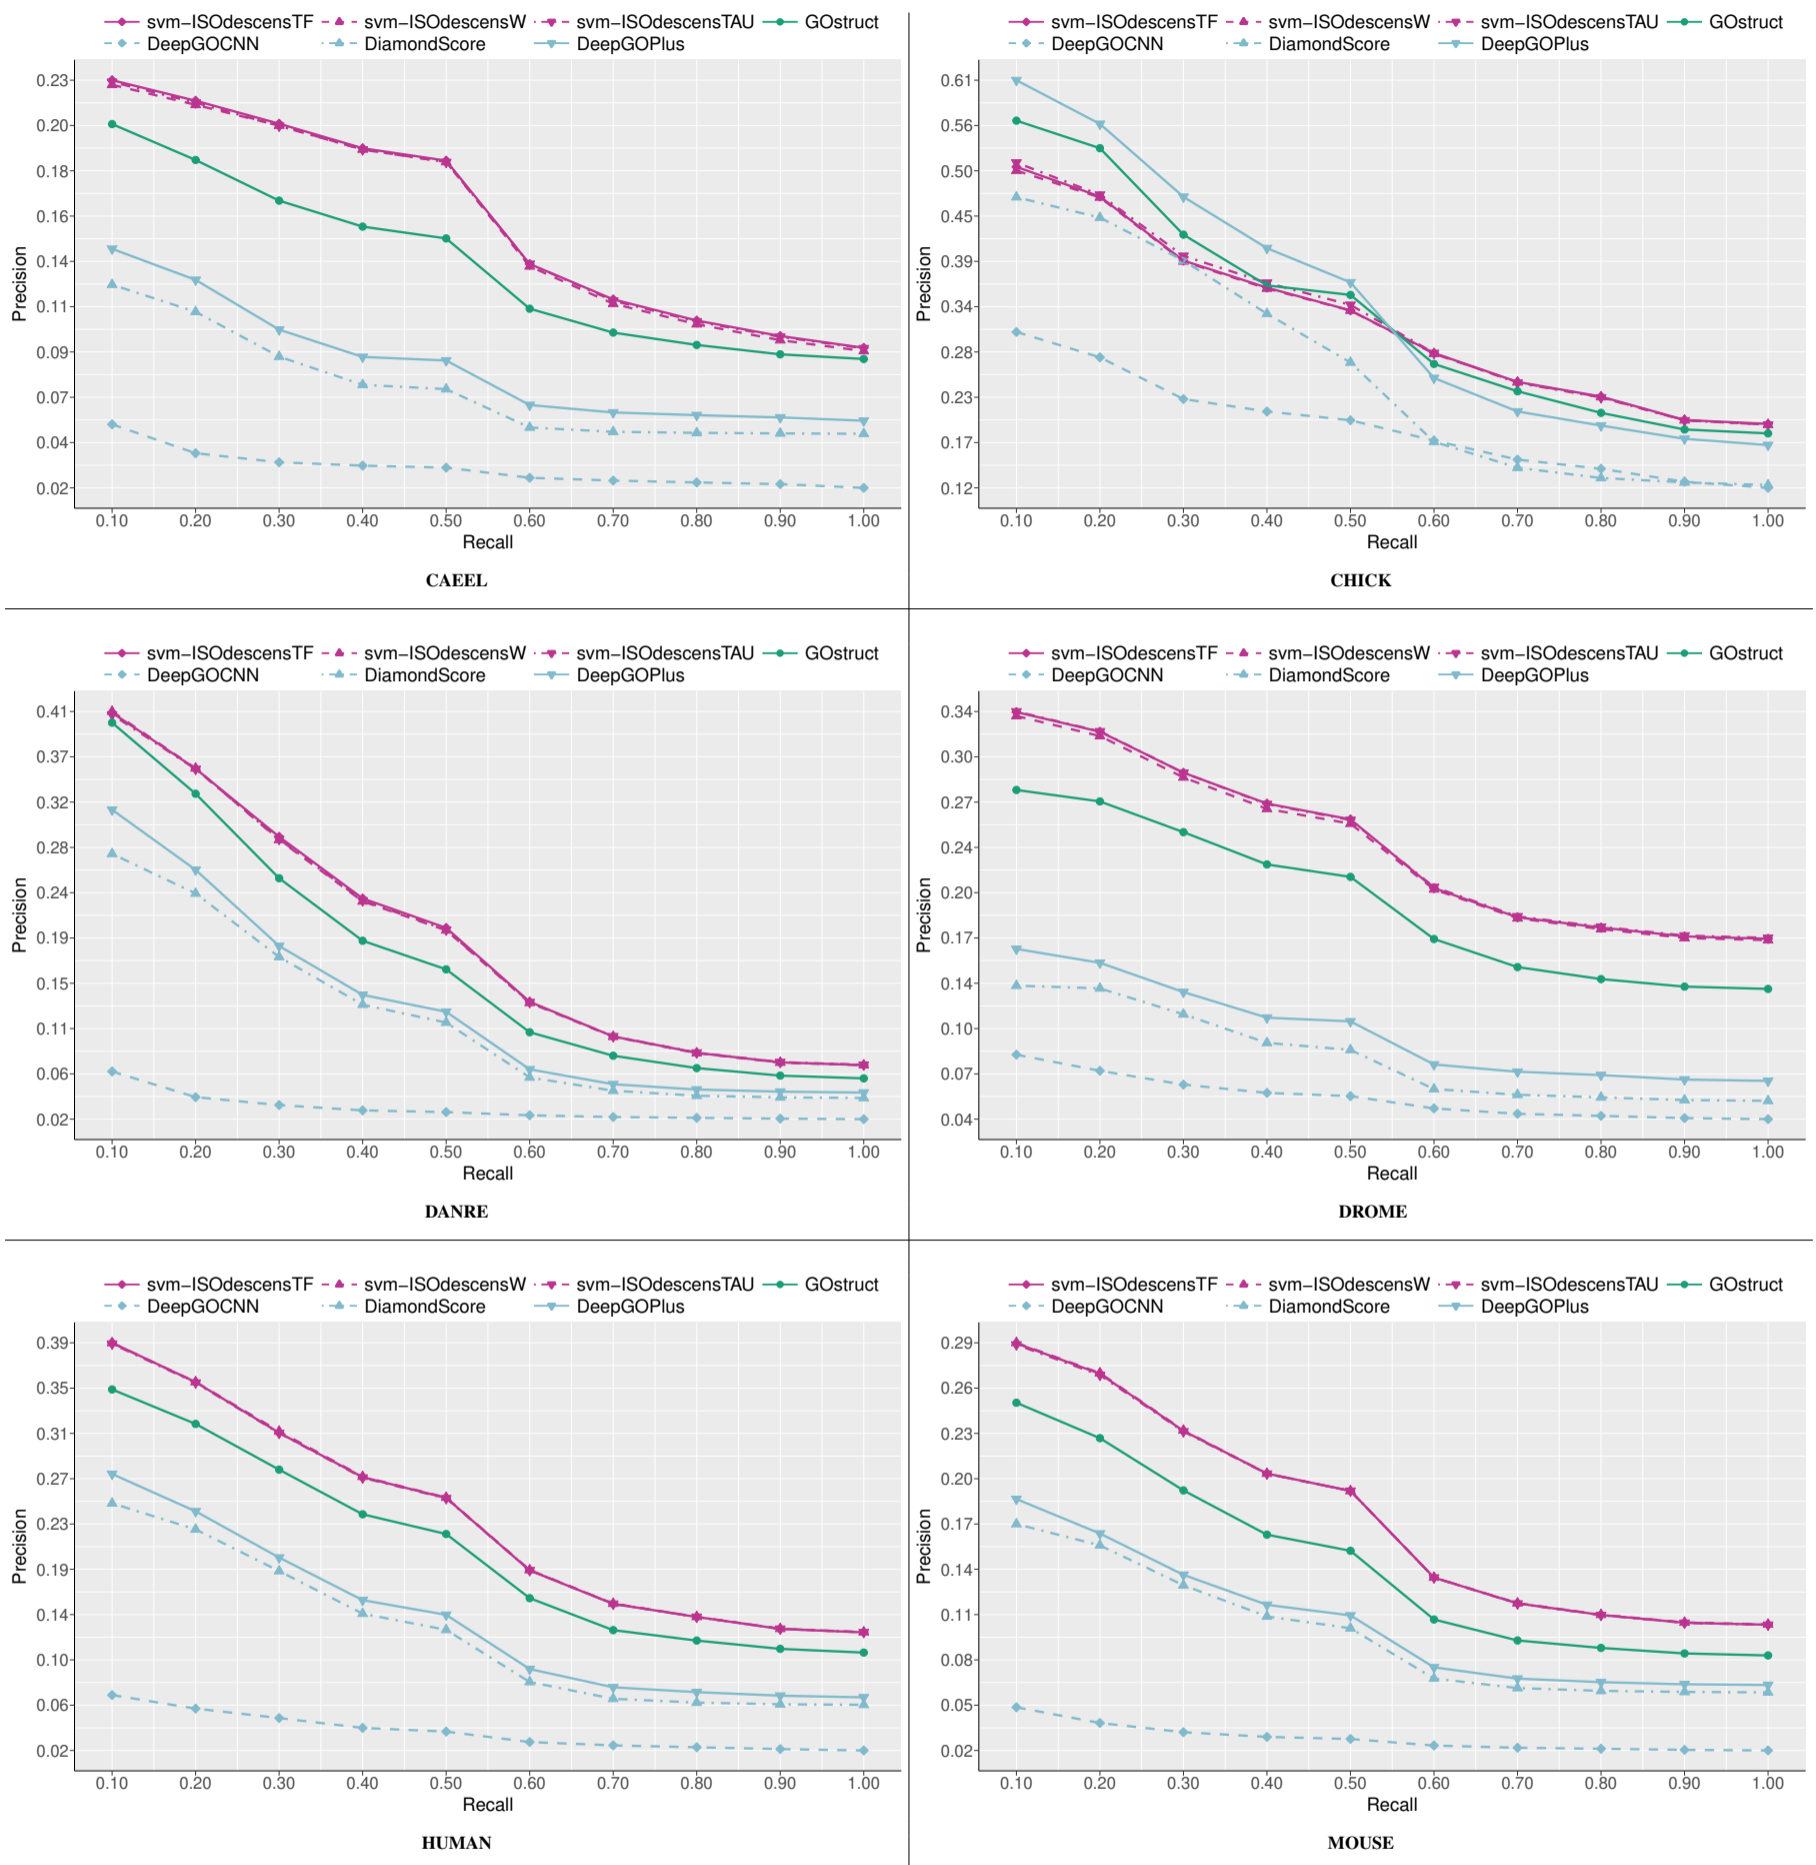 svm-ISOdescensTF svm-ISOdescensW svm-ISOdescensTAU GOstruct
DeepGOCNN DiamondScore DeepGOPlus
0.23
0.20
0.18
0.16
0.14
0.11
0.09
0.07
0.04
0.02
Precision
0.10 0.20 0.30 0.40 0.50 0.60 0.70 0.80 0.90 1.00
Recall
CAEEL
svm-ISOdescensTF svm-ISOdescensW svm-ISOdescensTAU GOstruct
DeepGOCNN DiamondScore DeepGOPlus
0.61
0.56
0.50
0.45
0.39
0.34
0.28
0.23
0.17
0.12
Precision
0.10 0.20 0.30 0.40 0.50 0.60 0.70 0.80 0.90 1.00
Recall
CHICK
svm-ISOdescensTF svm-ISOdescensW svm-ISOdescensTAU GOstruct
DeepGOCNN DiamondScore DeepGOPlus
0.41
0.37
0.32
0.28
0.24
0.19
0.15
0.11
0.06
0.02
Precision
0.10 0.20 0.30 0.40 0.50 0.60 0.70 0.80 0.90 1.00
Recall
DANRE
svm-ISOdescensTF svm-ISOdescensW svm-ISOdescensTAU GOstruct
DeepGOCNN DiamondScore DeepGOPlus
0.34
0.30
0.27
0.24
0.20
0.17
0.14
0.10
0.07
0.04
Precision
0.10 0.20 0.30 0.40 0.50 0.60 0.70 0.80 0.90 1.00
Recall
DROME
svm-ISOdescensTF svm-ISOdescensW svm-ISOdescensTAU GOstruct
DeepGOCNN DiamondScore DeepGOPlus
0.39
0.35
0.31
0.27
0.23
0.19
0.14
0.10
0.06
0.02
Precision
0.10 0.20 0.30 0.40 0.50 0.60 0.70 0.80 0.90 1.00
Recall
HUMAN
svm-ISOdescensTF svm-ISOdescensW svm-ISOdescensTAU GOstruct
DeepGOCNN DiamondScore DeepGOPlus
0.29
0.26
0.23
0.20
0.17
0.14
0.11
0.08
0.05
0.02
Precision
0.10 0.20 0.30 0.40 0.50 0.60 0.70 0.80 0.90 1.00
Recall
MOUSE